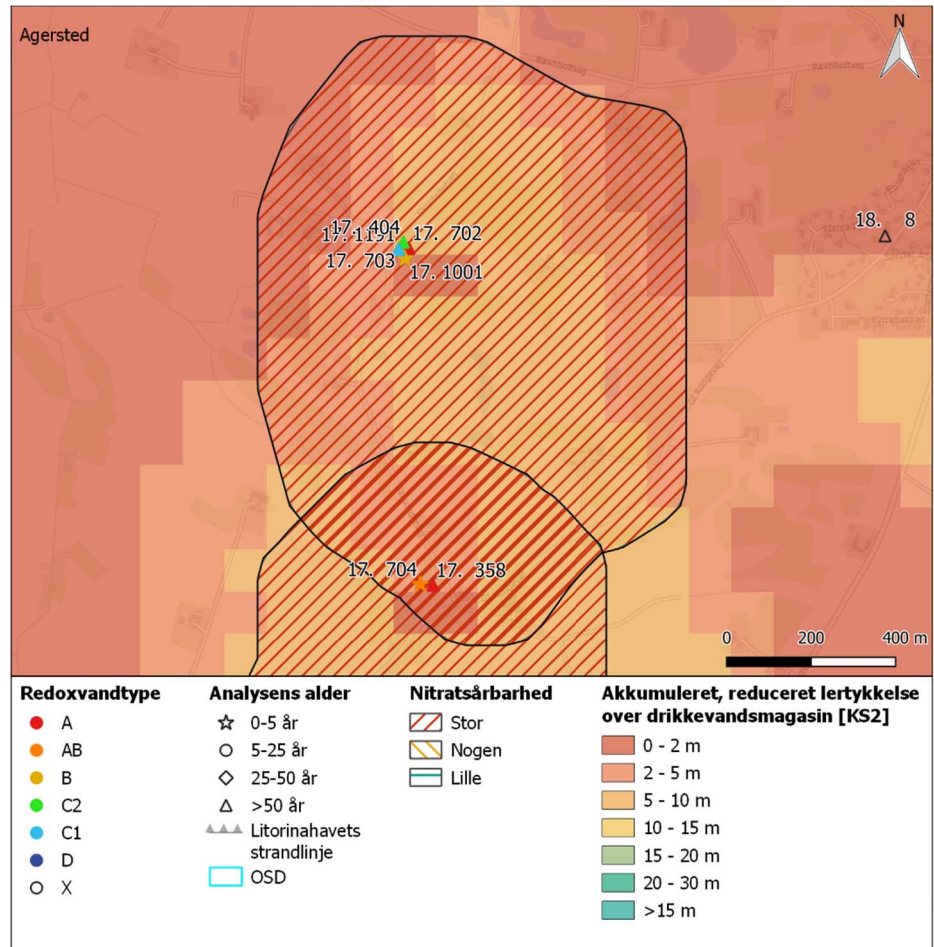 Agersted
N
Ravnholtvej
Ravnholtvej
18. 8
17. 404
17. 702
17. 1191
17. 703
17. 1001
17. 704
17. 358
0 200 400 m
Redoxvandtype
A
AB
B
C2
C1
D
X
Analysens alder
0-5 år
5-25 år
25-50 år
>50 år
Litorinahavets
strandlinje
OSD
Nitratsårbarhed
Stor
Nogen
Lille
Akkumuleret, reduceret lertykkelse
over drikkevandsmagasin [KS2]
0 - 2 m
2 - 5 m
5 - 10 m
10 - 15 m
15 - 20 m
20 - 30 m
>15 m